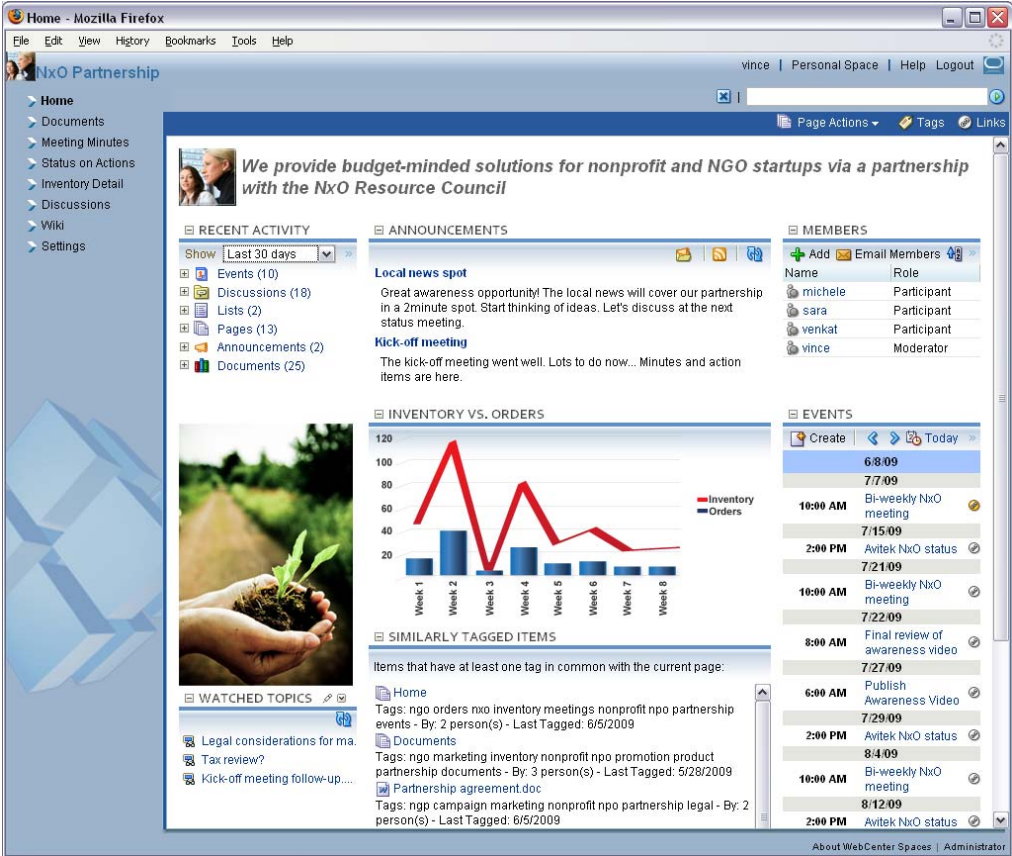 Home - Mozilla Firefox
File Edit View History Bookmarks Tools Help
NxO Partnership
vince | Personal Space | Help Logout
Home
Documents
Meeting Minutes
Status on Actions
Inventory Detail
Discussions
Wiki
Settings
Page Actions Tags Links
We provide budget-minded solutions for nonprofit and NGO startups via a partnership
with the NxO Resource Council
RECENT ACTIVITY
Show Last 30 days »
Events (10)
Discussions (18)
Lists (2)
Pages (13)
Announcements (2)
Documents (25)
ANNOUNCEMENTS
Local news spot
Great awareness opportunity! The local news will cover our partnership
in a 2minute spot. Start thinking of ideas. Let's discuss at the next
status meeting.
Kick-off meeting
The kick-off meeting went well. Lots to do now... Minutes and action
items are here.
MEMBERS
Add Email Members »
Name Role
michele Participant
sara Participant
venkat Participant
vince Moderator
INVENTORY VS. ORDERS
120
100
80
60
40
20
Inventory
Orders
Week 1
Week 2
Week 3
Week 4
Week 5
Week 6
Week 7
Week 8
EVENTS
Create Today »
6/8/09
7/7/09
10:00 AM Bi-weekly NxO
meeting
7/15/09
2:00 PM Avitek NxO status
7/21/09
10:00 AM Bi-weekly NxO
meeting
7/22/09
8:00 AM Final review of
awareness video
7/27/09
6:00 AM Publish
Awareness Video
7/29/09
2:00 PM Avitek NxO status
8/4/09
10:00 AM Bi-weekly NxO
meeting
8/12/09
2:00 PM Avitek NxO status
WATCHED TOPICS
Legal considerations for ma.
Tax review?
Kick-off meeting follow-up....
SIMILARLY TAGGED ITEMS
Items that have at least one tag in common with the current page:
Home
Tags: ngo orders nxo inventory meetings nonprofit npo partnership
events - By: 2 person(s) - Last Tagged: 6/5/2009
Documents
Tags: ngo marketing inventory nonprofit npo promotion product
partnership documents - By: 3 person(s) - Last Tagged: 5/28/2009
Partnership agreement.doc
Tags: ngp campaign marketing nonprofit npo partnership legal - By: 2
person(s) - Last Tagged: 6/5/2009
About WebCenter Spaces | Administrator